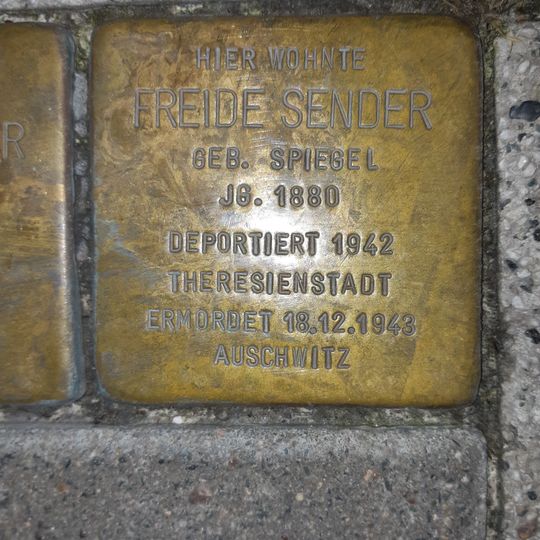 HIER WOHNTE
FREIDE SENDER
GEB. SPIEGEL
JG. 1880
DEPORTIERT 1942
THERESIENSTADT
ERMORDET 18.12.1943
AUSCHWITZ